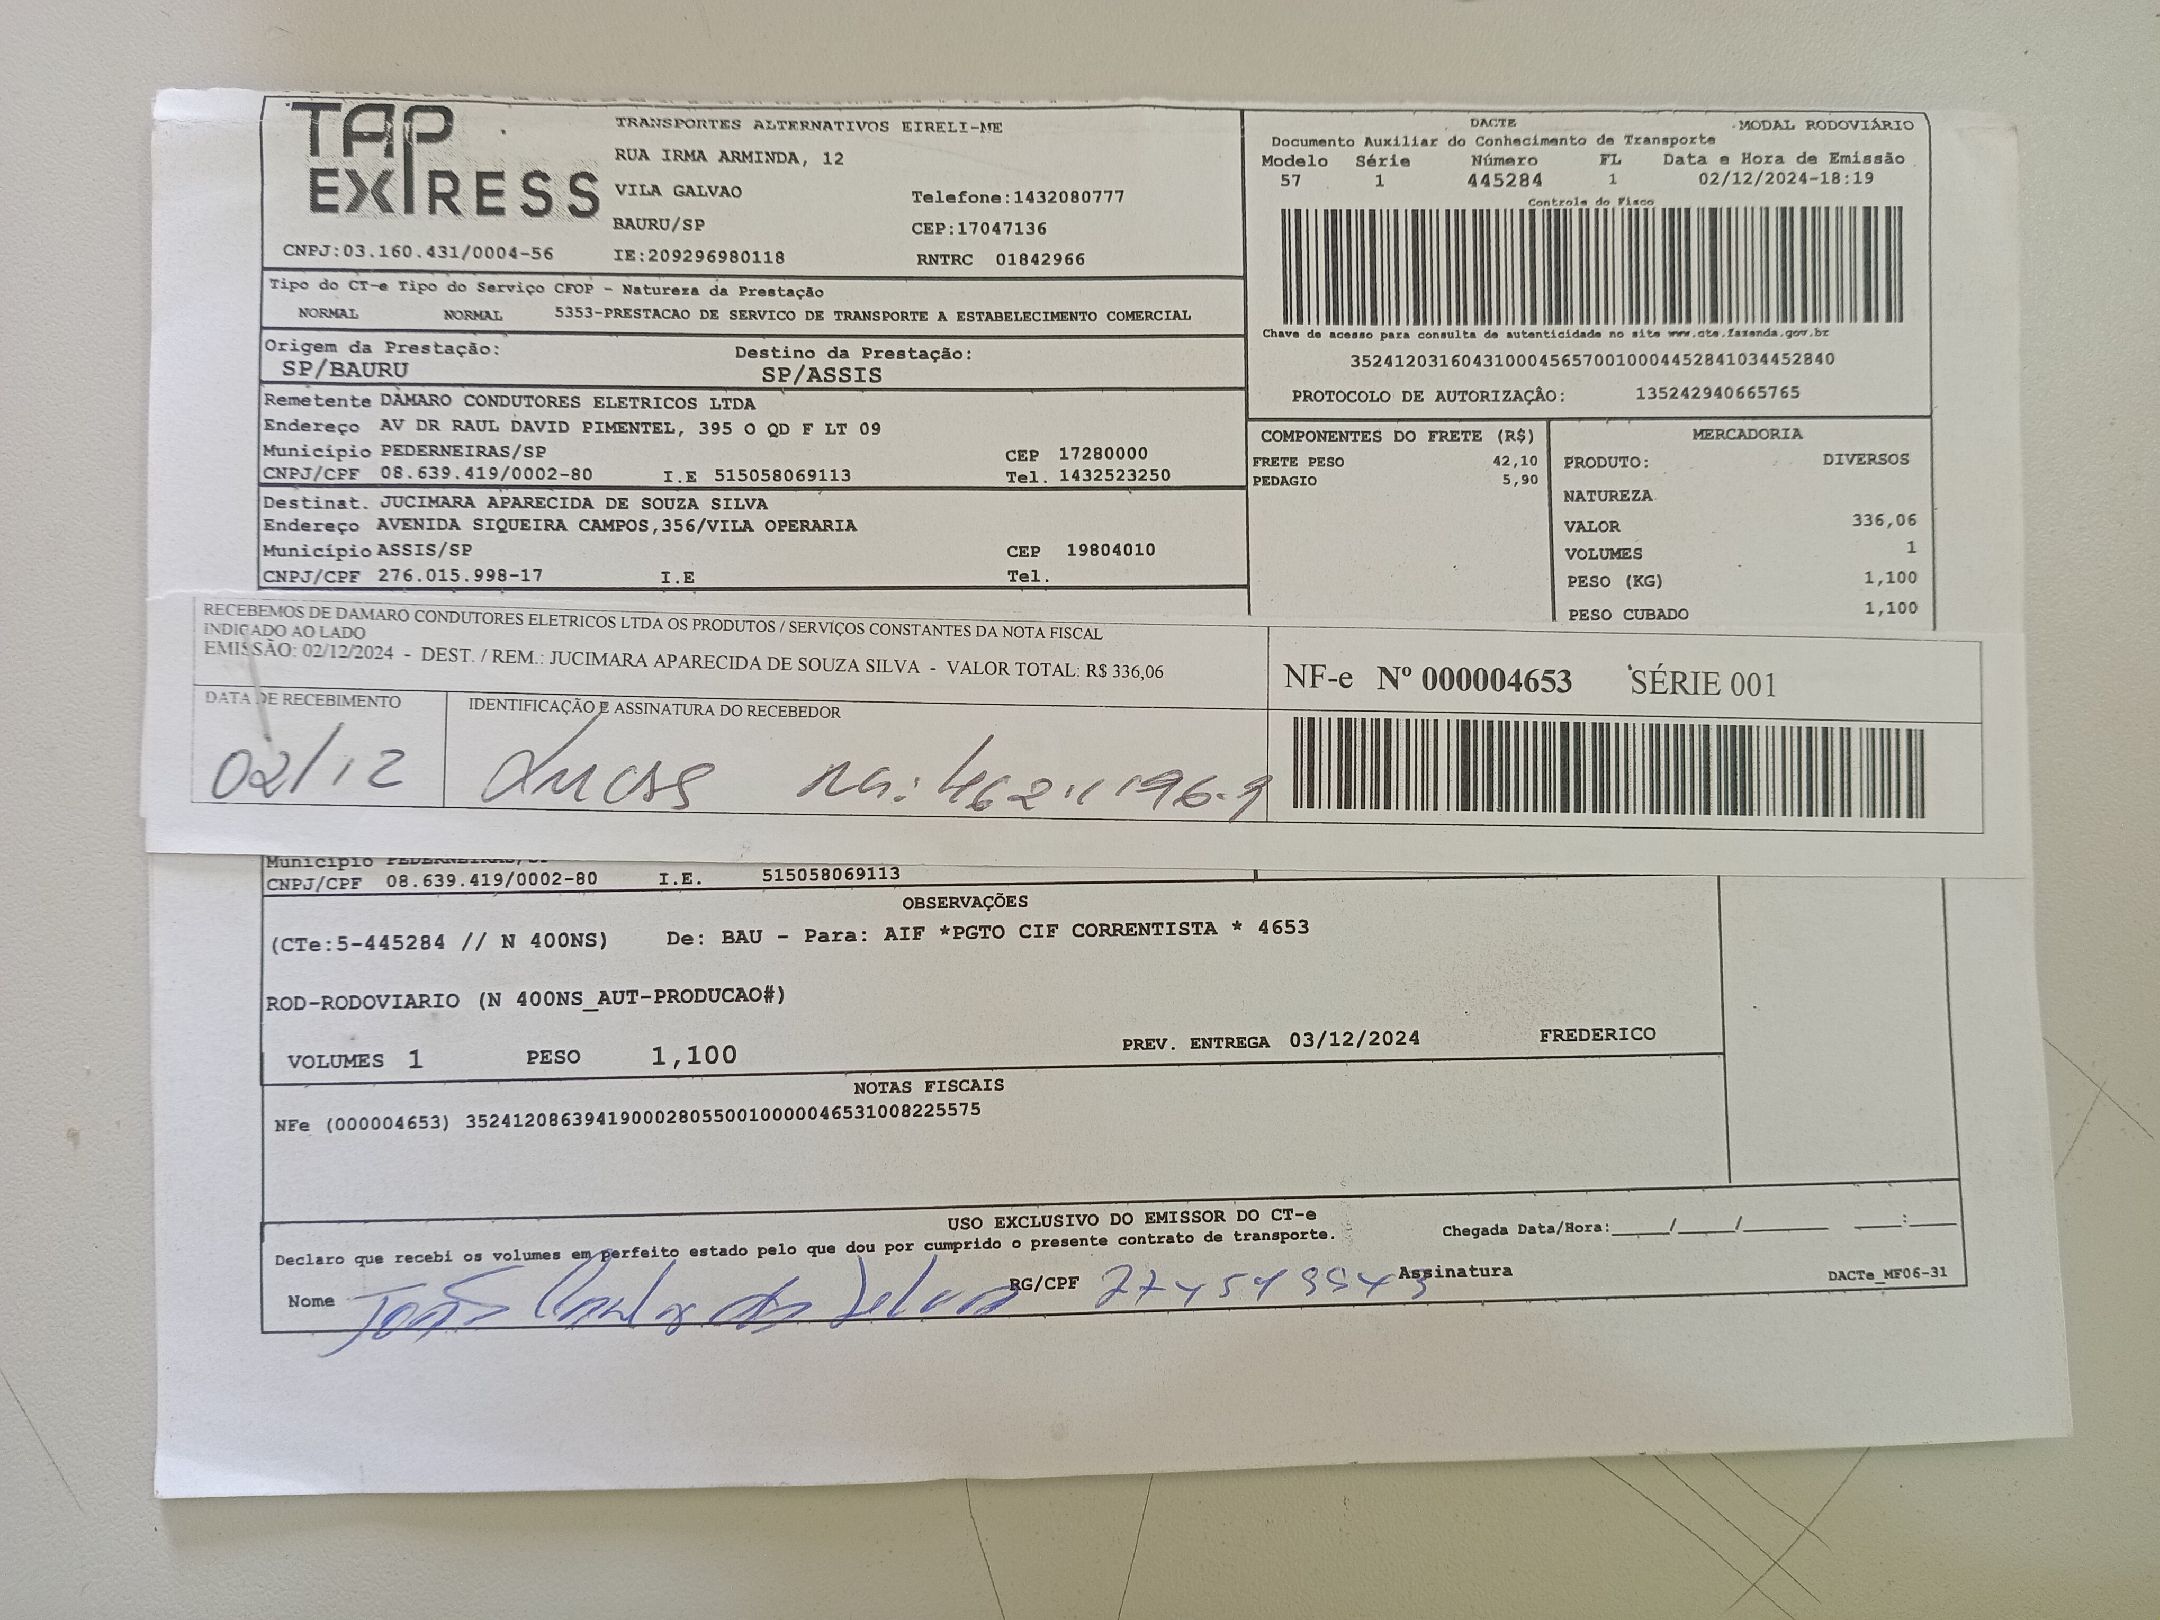 TAP EXPRESS
TRANSPORTES ALTERNATIVOS EIRELI-ME
RUA IRMA ARMINDA, 12
VILA GALVAO
Telefone:1432080777
BAURU/SP
CEP:17047136
CNPJ:03.160.431/0004-56
IE:209296980118
RNTRC 01842966
DACTE MODAL RODOVIÁRIO
Documento Auxiliar do Conhecimento de Transporte
Modelo Série Número FL Data e Hora de Emissão
57 1 445284 1 02/12/2024-18:19
Controle do Fisco
Chave de acesso para consulta de autenticidade no site www.cte.fazenda.gov.br
35241203160431000456570010004452841034452840
PROTOCOLO DE AUTORIZAÇÂO: 135242940665765
Tipo do CT-e Tipo do Serviço CFOP - Natureza da Prestação
NORMAL NORMAL 5353-PRESTACAO DE SERVICO DE TRANSPORTE A ESTABELECIMENTO COMERCIAL
Origem da Prestação: Destino da Prestação:
SP/BAURU SP/ASSIS
Remetente DAMARO CONDUTORES ELETRICOS LTDA
Endereço AV DR RAUL DAVID PIMENTEL, 395 O QD F LT 09
Município PEDERNEIRAS/SP CEP 17280000
CNPJ/CPF 08.639.419/0002-80 I.E 515058069113 Tel. 1432523250
Destinat. JUCIMARA APARECIDA DE SOUZA SILVA
Endereço AVENIDA SIQUEIRA CAMPOS,356/VILA OPERARIA
Município ASSIS/SP CEP 19804010
CNPJ/CPF 276.015.998-17 I.E Tel.
COMPONENTES DO FRETE (R$)
FRETE PESO 42,10
PEDAGIO 5,90
MERCADORIA
PRODUTO: DIVERSOS
NATUREZA
VALOR 336,06
VOLUMES 1
PESO (KG) 1,100
PESO CUBADO 1,100
RECEBEMOS DE DAMARO CONDUTORES ELETRICOS LTDA OS PRODUTOS / SERVIÇOS CONSTANTES DA NOTA FISCAL
INDICADO AO LADO
EMISSÃO: 02/12/2024 - DEST. / REM.: JUCIMARA APARECIDA DE SOUZA SILVA - VALOR TOTAL: R$ 336,06
NF-e Nº 000004653 SÉRIE 001
DATA DE RECEBIMENTO IDENTIFICAÇÃO E ASSINATURA DO RECEBEDOR
02/12 Lucas
Município PEDERNEIRAS/SP
CNPJ/CPF 08.639.419/0002-80 I.E. 515058069113
OBSERVAÇÕES
(CTe:5-445284 // N 400NS) De: BAU - Para: AIF *PGTO CIF CORRENTISTA * 4653
ROD-RODOVIARIO (N 400NS_AUT-PRODUCAO#)
VOLUMES 1 PESO 1,100 PREV. ENTREGA 03/12/2024 FREDERICO
NOTAS FISCAIS
NFe (000004653) 35241208639419000280550010000046531008225575
USO EXCLUSIVO DO EMISSOR DO CT-e
Declaro que recebi os volumes em perfeito estado pelo que dou por cumprido o presente contrato de transporte.
Chegada Data/Hora:____/____/______ ___:___
Nome João RG/CPF Assinatura
DACTe_MF06-31